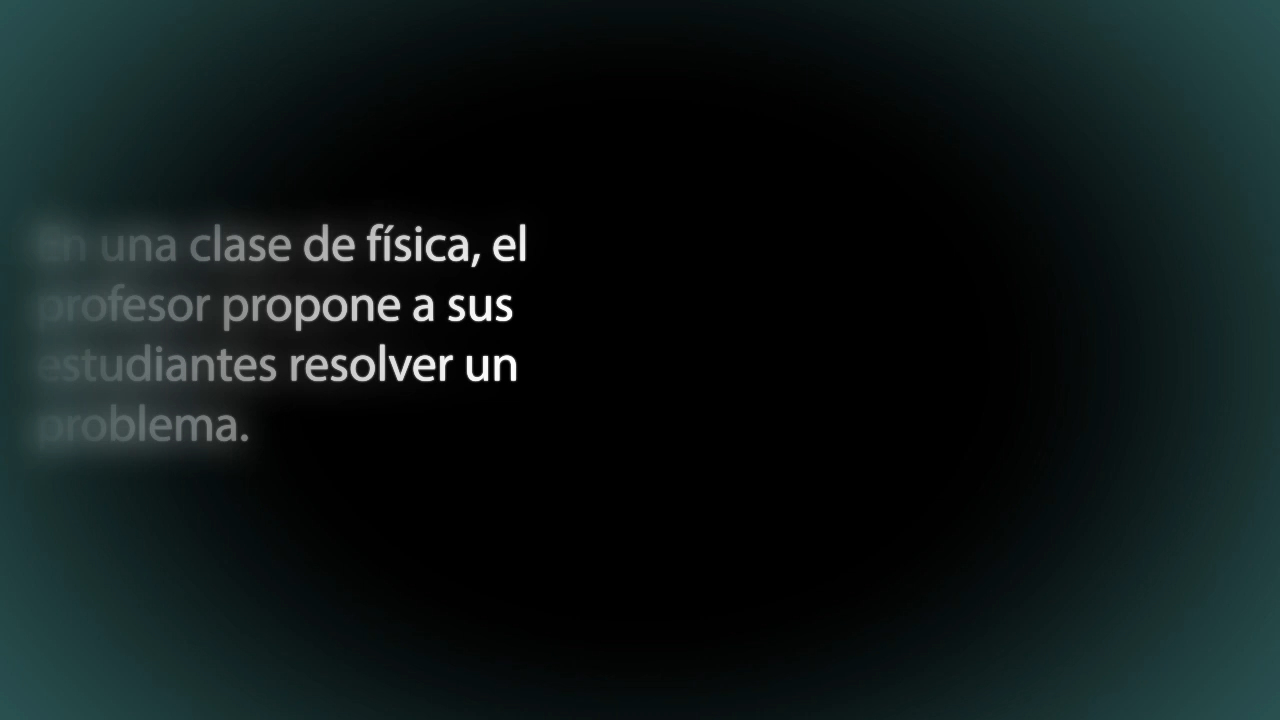 En una clase de física, el
profesor propone a sus
estudiantes resolver un
problema.